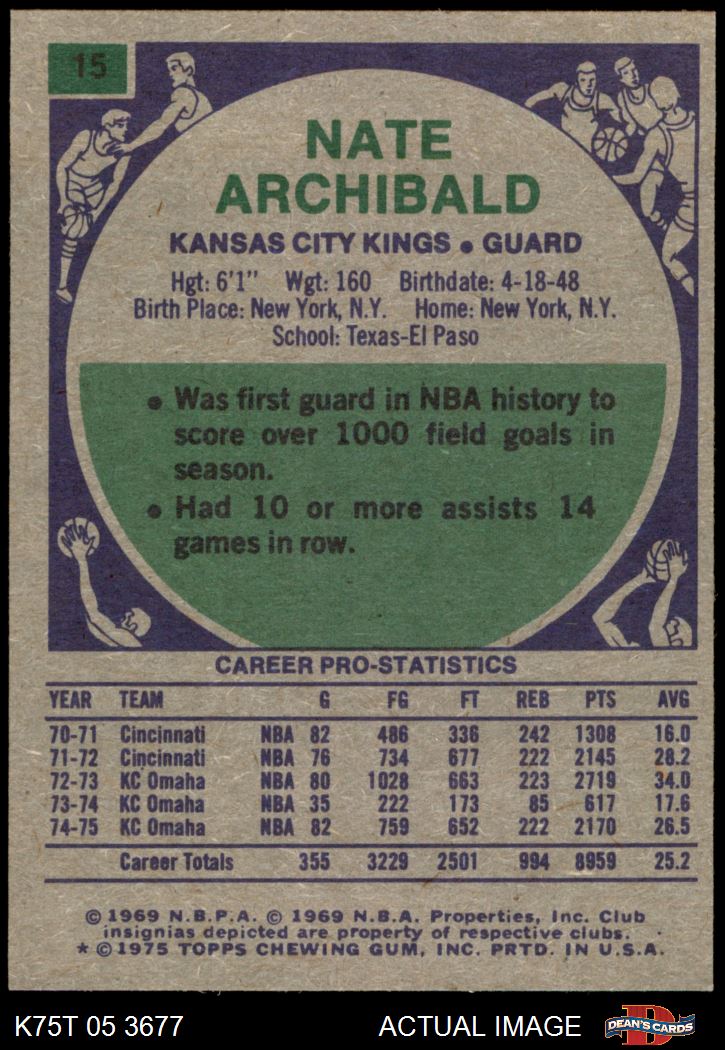 15
NATE
ARCHIBALD
KANSAS CITY KINGS • GUARD
Hgt: 6'1" Wgt: 160 Birthdate: 4-18-48
Birth Place: New York, N.Y. Home: New York, N.Y.
School: Texas-El Paso
• Was first guard in NBA history to
score over 1000 field goals in
season.
• Had 10 or more assists 14
games in row.
CAREER PRO-STATISTICS
YEAR TEAM G FG FT REB PTS AVG
70-71 Cincinnati NBA 82 486 336 242 1308 16.0
71-72 Cincinnati NBA 76 734 677 222 2145 28.2
72-73 KC Omaha NBA 80 1028 663 223 2719 34.0
73-74 KC Omaha NBA 35 222 173 85 617 17.6
74-75 KC Omaha NBA 82 759 652 222 2170 26.5
Career Totals 355 3229 2501 994 8959 25.2
© 1969 N.B.P.A. © 1969 N.B.A. Properties, Inc. Club
insignias depicted are property of respective clubs.
* © 1975 TOPPS CHEWING GUM, INC. PRTD. IN U.S.A.
K75T 05 3677 ACTUAL IMAGE
D
DEAN'S CARDS